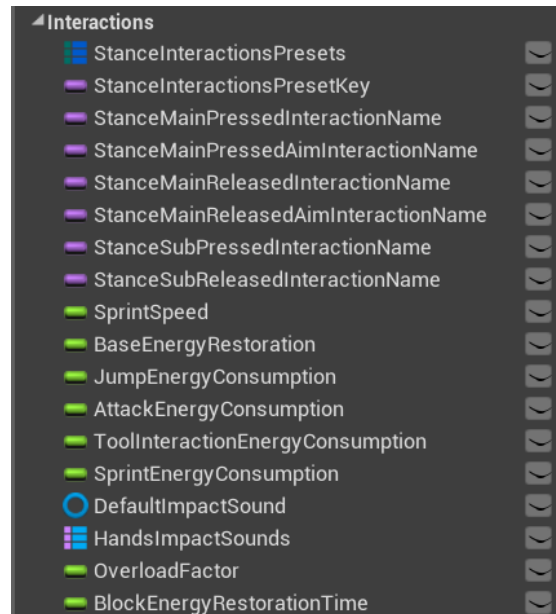 Interactions
StanceInteractionsPresets
StanceInteractionsPresetKey
StanceMainPressedInteractionName
StanceMainPressedAimInteractionName
StanceMainReleasedInteractionName
StanceMainReleasedAimInteractionName
StanceSubPressedInteractionName
StanceSubReleasedInteractionName
SprintSpeed
BaseEnergyRestoration
JumpEnergyConsumption
AttackEnergyConsumption
ToolInteractionEnergyConsumption
SprintEnergyConsumption
DefaultImpactSound
HandsImpactSounds
OverloadFactor
BlockEnergyRestorationTime